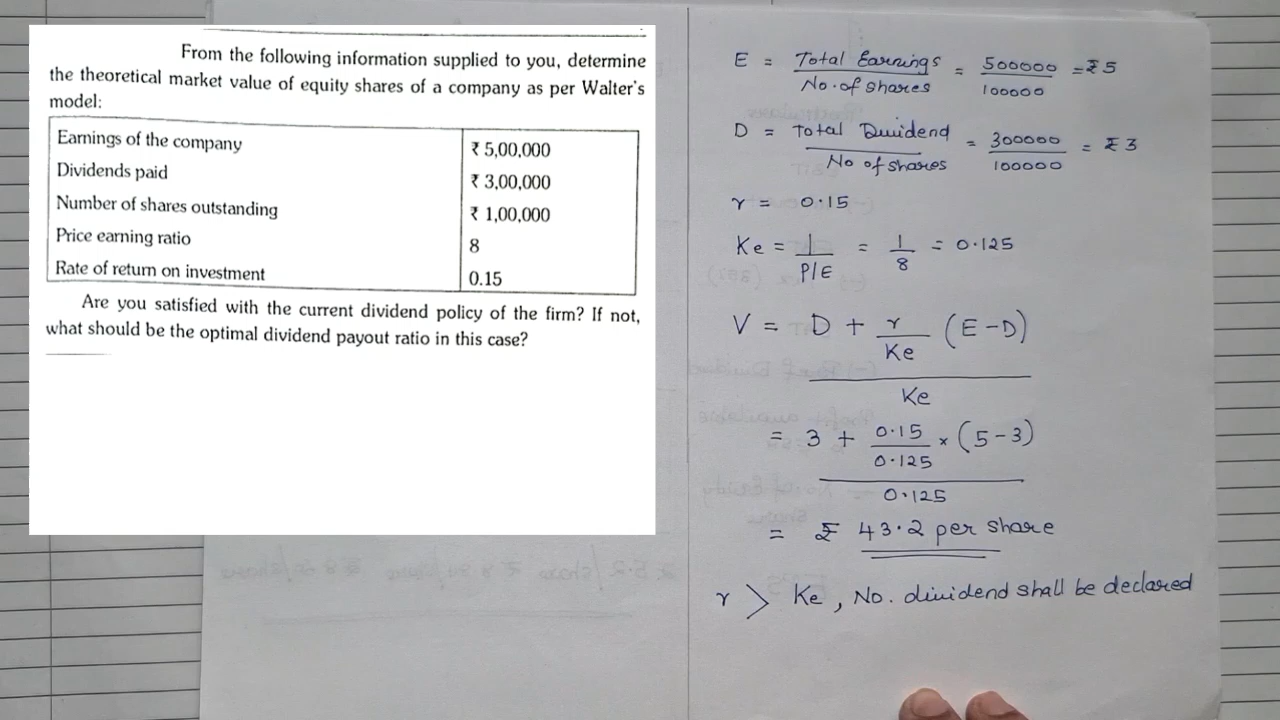 From the following information supplied to you, determine
the theoretical market value of equity shares of a company as per Walter's
model:
Earnings of the company ₹ 5,00,000
Dividends paid ₹ 3,00,000
Number of shares outstanding ₹ 1,00,000
Price earning ratio 8
Rate of return on investment 0.15
Are you satisfied with the current dividend policy of the firm? If not,
what should be the optimal dividend payout ratio in this case?
E = Total Earnings / No. of shares = 500000 / 100000 = ₹ 5
D = Total Dividend / No of shares = 300000 / 100000 = ₹ 3
r = 0.15
Ke = 1 / P/E = 1 / 8 = 0.125
V = D + r / Ke (E - D)
Ke
= 3 + 0.15 / 0.125 × (5 - 3)
0.125
= ₹ 43.2 per share
r > Ke, No. dividend shall be declared